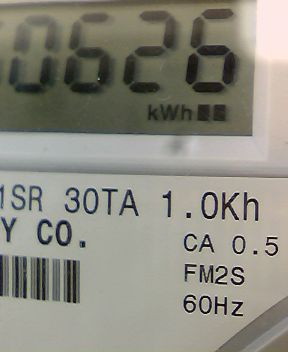 0626
kWh
1SR 30TA 1.0Kh
Y CO.
CA 0.5
FM2S
60Hz